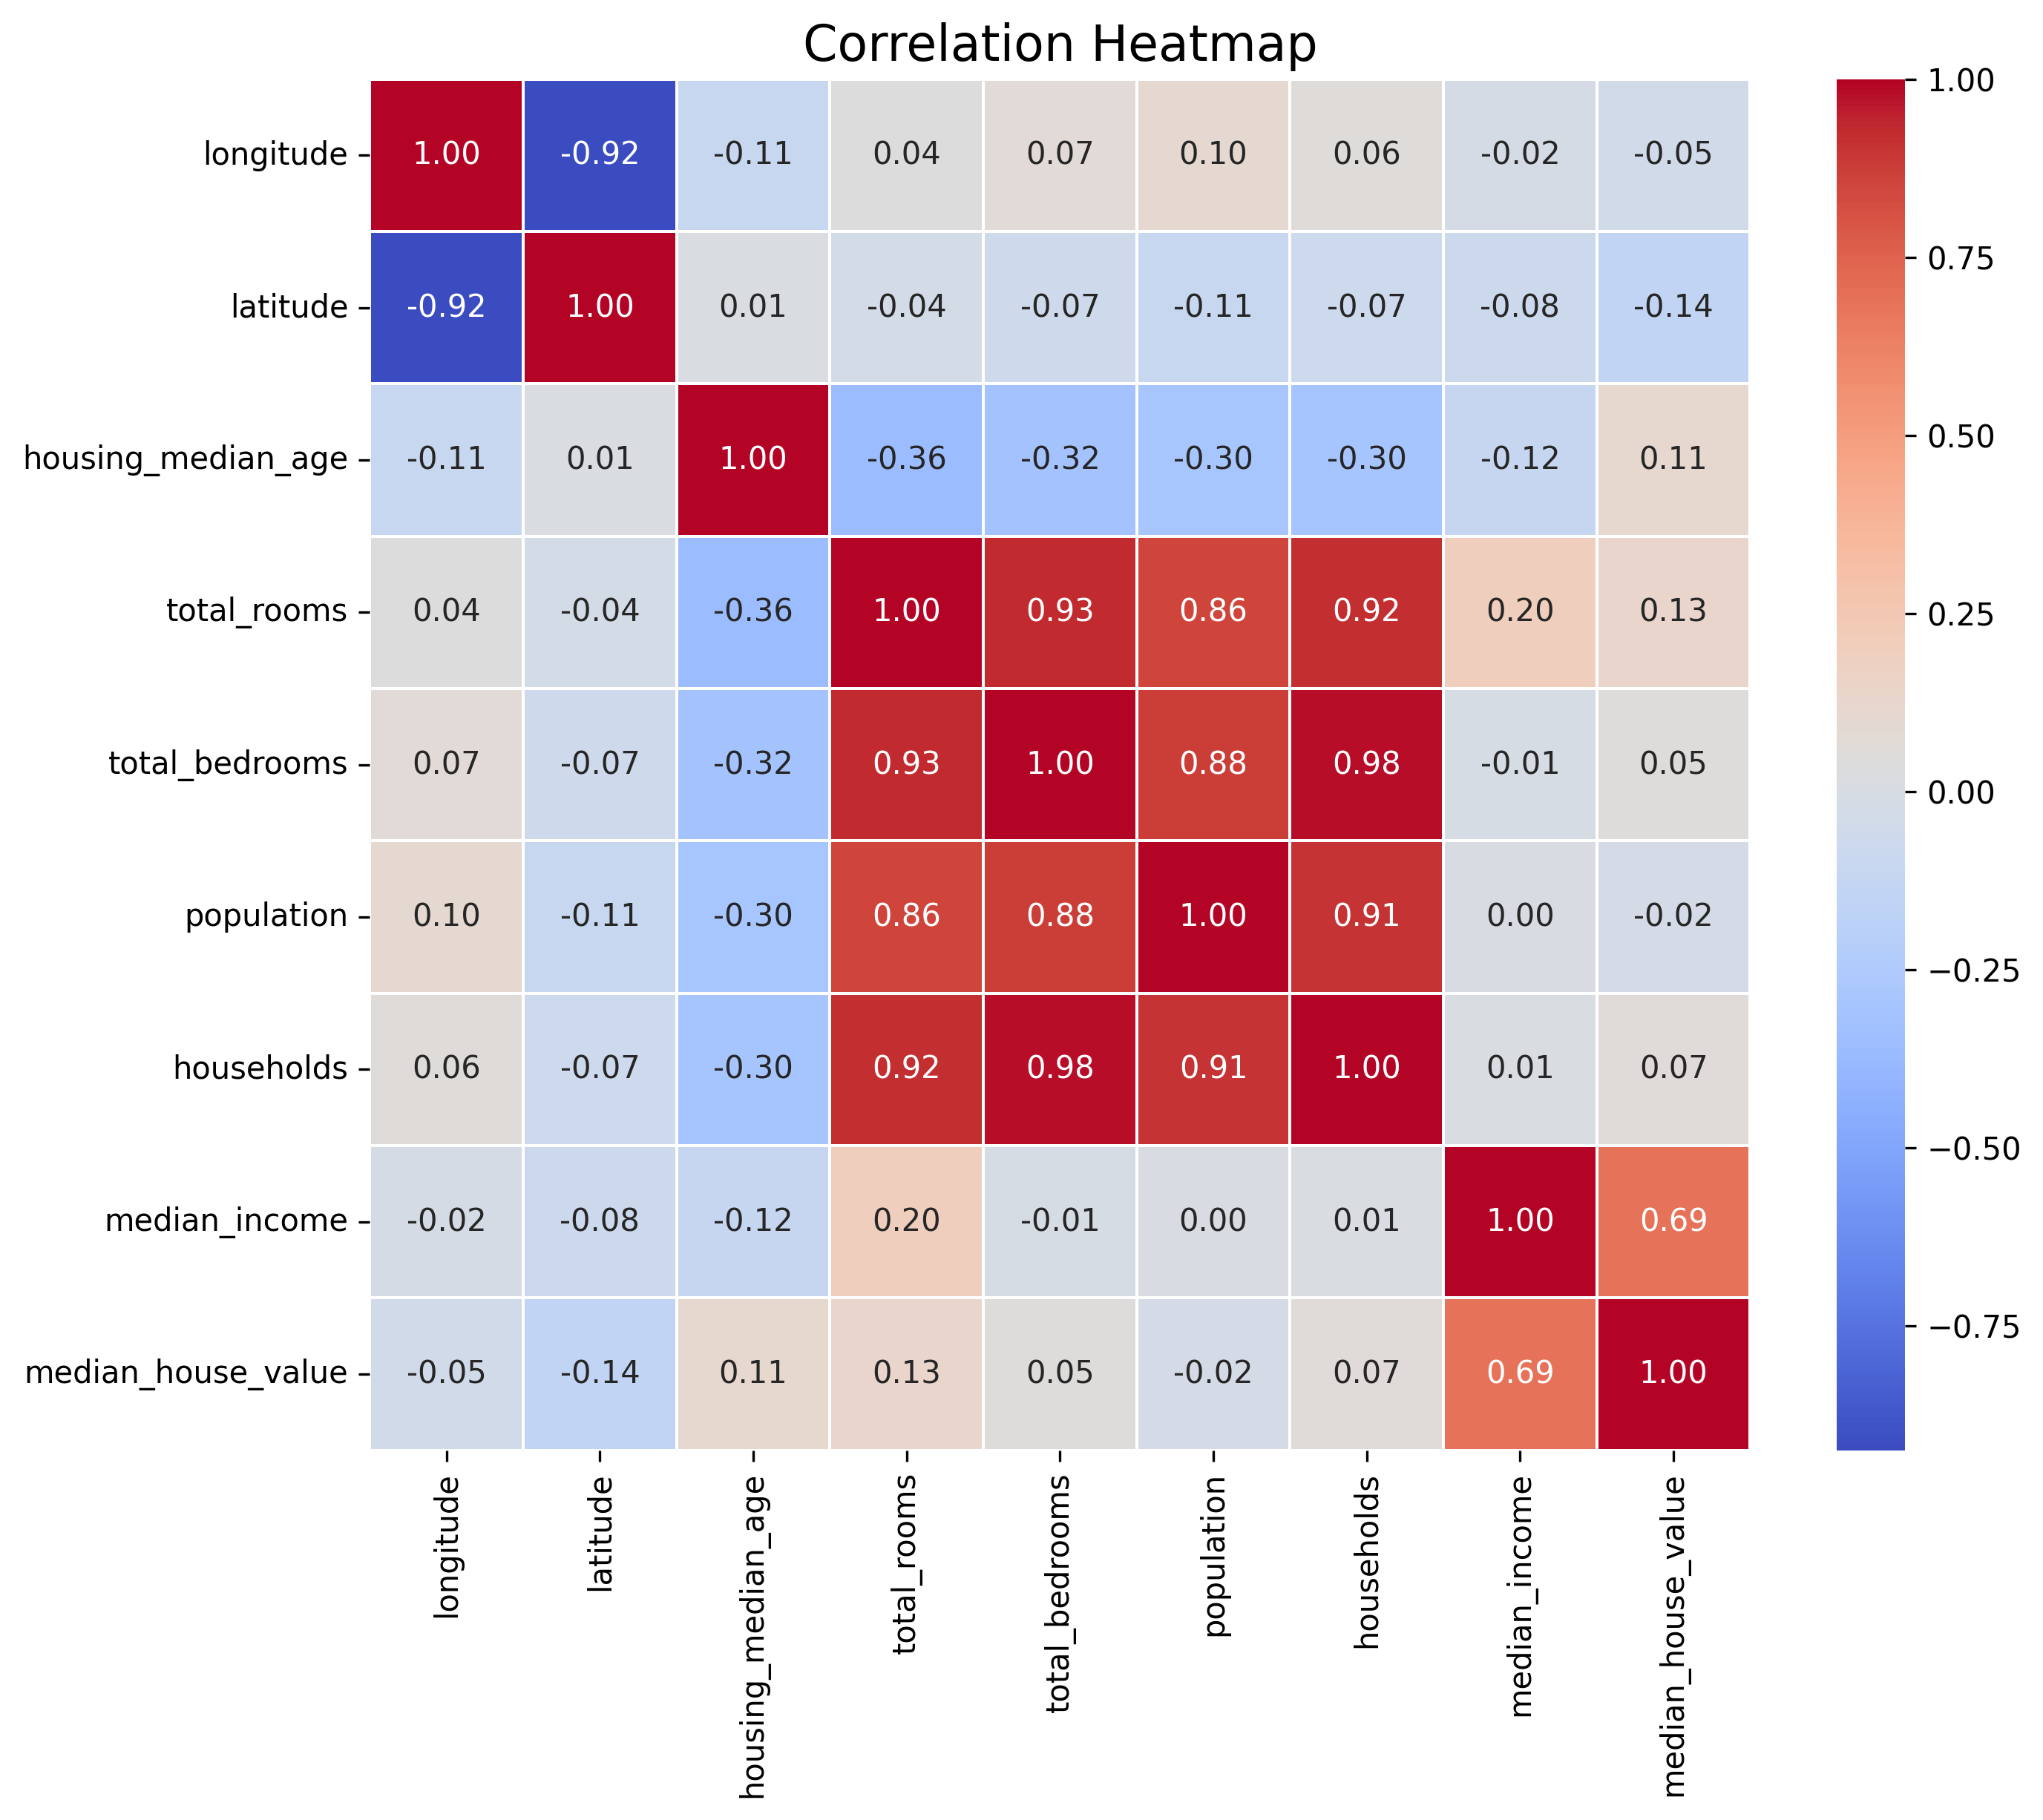 Correlation Heatmap
longitude 1.00 -0.92 -0.11 0.04 0.07 0.10 0.06 -0.02 -0.05
latitude -0.92 1.00 0.01 -0.04 -0.07 -0.11 -0.07 -0.08 -0.14
housing_median_age -0.11 0.01 1.00 -0.36 -0.32 -0.30 -0.30 -0.12 0.11
total_rooms 0.04 -0.04 -0.36 1.00 0.93 0.86 0.92 0.20 0.13
total_bedrooms 0.07 -0.07 -0.32 0.93 1.00 0.88 0.98 -0.01 0.05
population 0.10 -0.11 -0.30 0.86 0.88 1.00 0.91 0.00 -0.02
households 0.06 -0.07 -0.30 0.92 0.98 0.91 1.00 0.01 0.07
median_income -0.02 -0.08 -0.12 0.20 -0.01 0.00 0.01 1.00 0.69
median_house_value -0.05 -0.14 0.11 0.13 0.05 -0.02 0.07 0.69 1.00
longitude
latitude
housing_median_age
total_rooms
total_bedrooms
population
households
median_income
median_house_value
1.00
0.75
0.50
0.25
0.00
−0.25
−0.50
−0.75